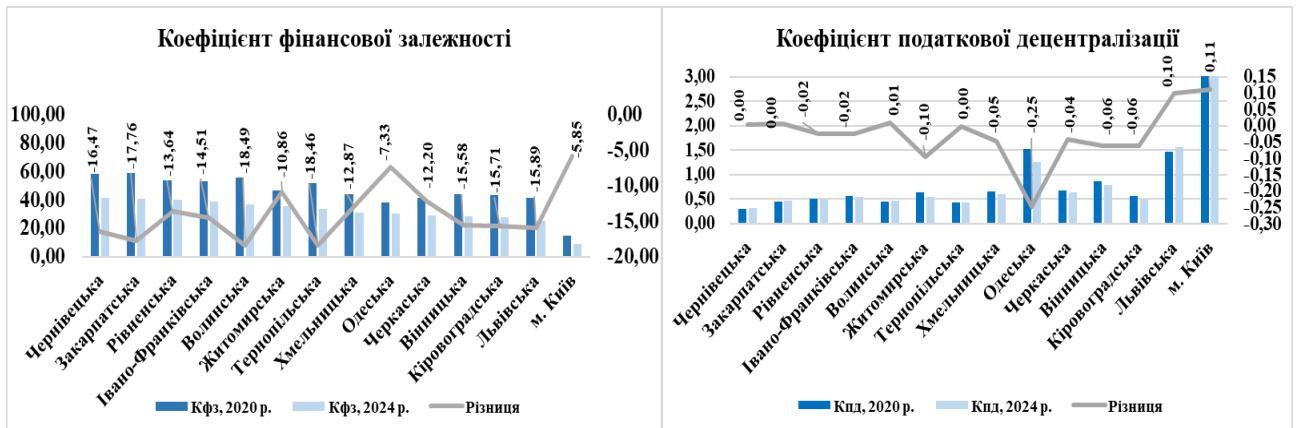 Коефіцієнт фінансової залежності
100,00
80,00
60,00
40,00
20,00
0,00
-16,47
-17,76
-13,64
-14,51
-18,49
-10,86
-18,46
-12,87
-7,33
-12,20
-15,58
-15,71
-15,89
-5,85
0,00
-5,00
-10,00
-15,00
-20,00
Чернівецька
Закарпатська
Рівненська
Івано-Франківська
Волинська
Житомирська
Тернопільська
Хмельницька
Одеська
Черкаська
Вінницька
Кіровоградська
Львівська
м. Київ
Кфз, 2020 р.
Кфз, 2024 р.
Різниця
Коефіцієнт податкової децентралізації
3,00
2,50
2,00
1,50
1,00
0,50
0,00
0,00
0,00
-0,02
-0,02
0,01
-0,10
0,00
-0,05
-0,25
-0,04
-0,06
-0,06
0,10
0,11
0,15
0,10
0,05
0,00
-0,05
-0,10
-0,15
-0,20
-0,25
-0,30
Чернівецька
Закарпатська
Рівненська
Івано-Франківська
Волинська
Житомирська
Тернопільська
Хмельницька
Одеська
Черкаська
Вінницька
Кіровоградська
Львівська
м. Київ
Кпд, 2020 р.
Кпд, 2024 р.
Різниця